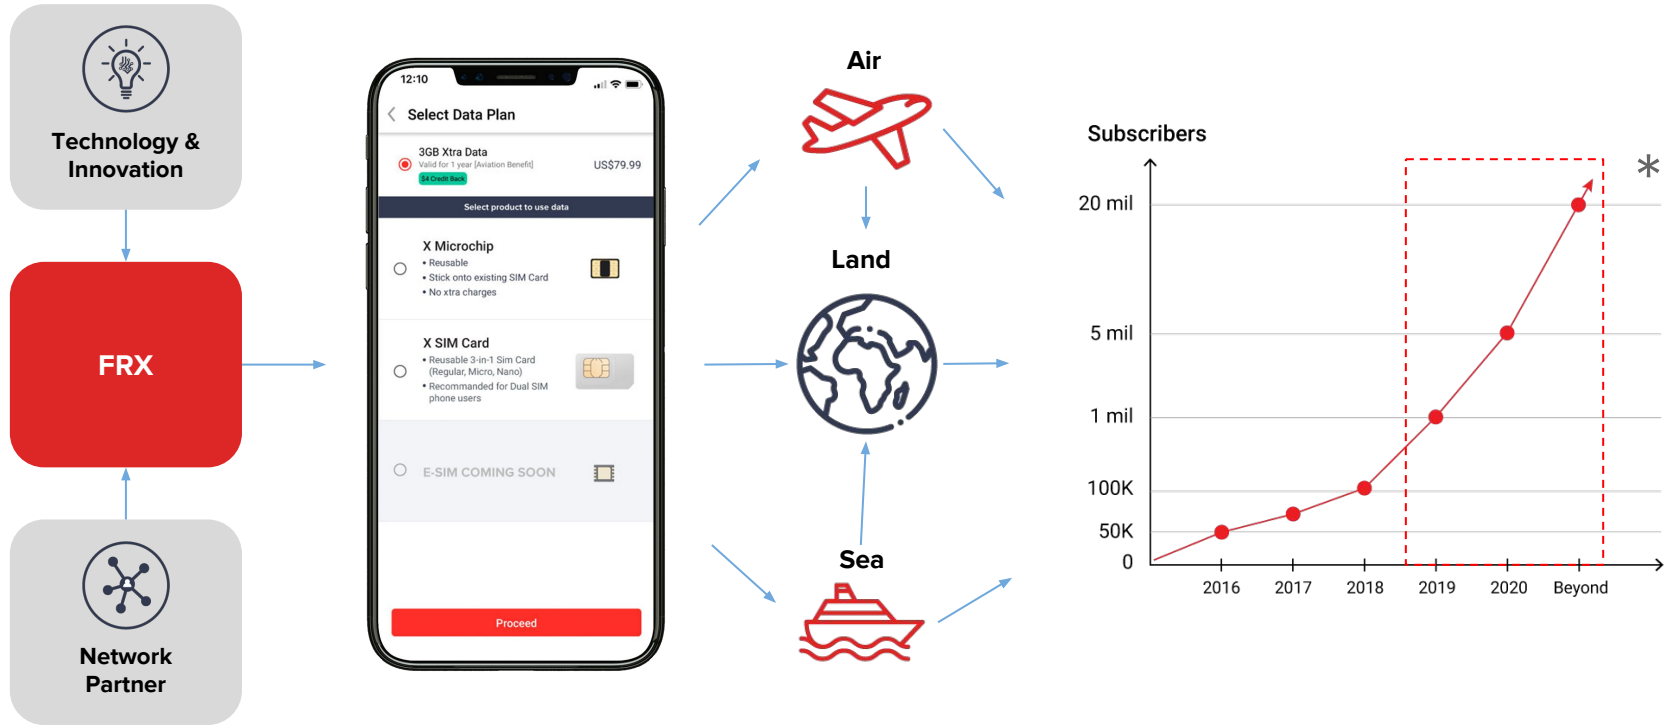 Technology &
Innovation
FRX
Network
Partner
12:10
Select Data Plan
3GB Xtra Data
Valid for 1 year [Aviation Benefit]
US$79.99
$4 Credit Back
Select product to use data
X Microchip
• Reusable
• Stick onto existing SIM Card
• No xtra charges
X SIM Card
• Reusable 3-in-1 Sim Card
(Regular, Micro, Nano)
• Recommanded for Dual SIM
phone users
E-SIM COMING SOON
Proceed
Air
Land
Sea
Subscribers
*
20 mil
5 mil
1 mil
100K
50K
0
2016 2017 2018 2019 2020 Beyond